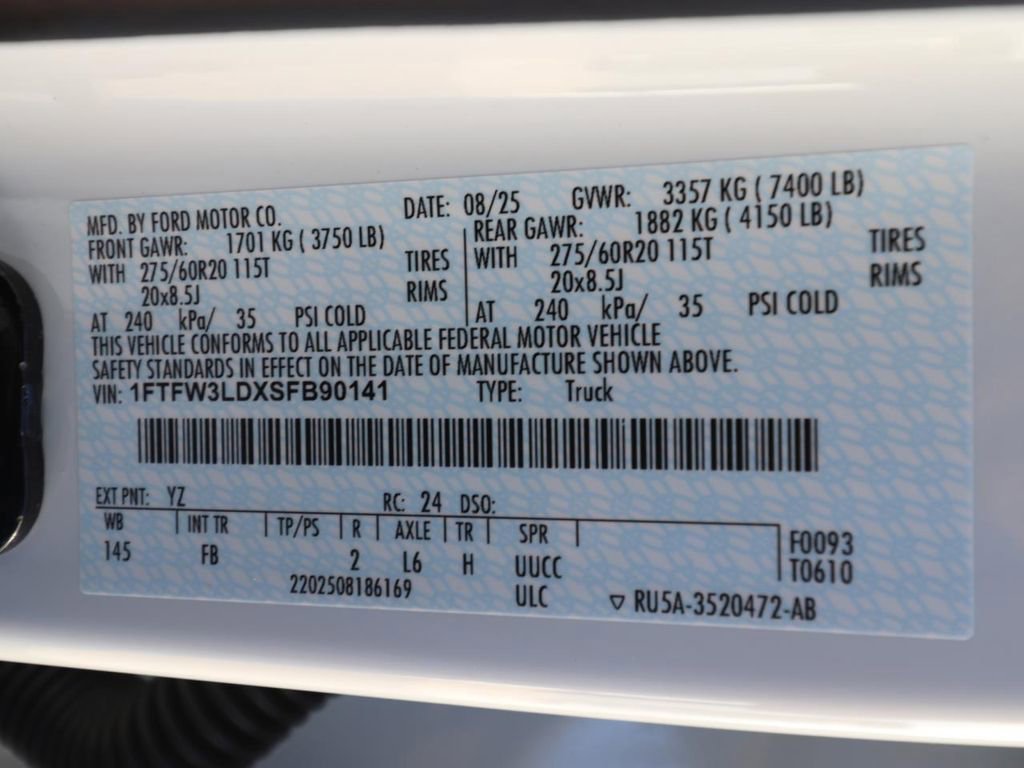 MFD. BY FORD MOTOR CO. DATE: 08/25 GVWR: 3357 KG ( 7400 LB)
FRONT GAWR: 1701 KG ( 3750 LB) REAR GAWR: 1882 KG ( 4150 LB)
WITH 275/60R20 115T TIRES WITH 275/60R20 115T TIRES
20x8.5J RIMS 20x8.5J RIMS
AT 240 kPa/ 35 PSI COLD AT 240 kPa/ 35 PSI COLD
THIS VEHICLE CONFORMS TO ALL APPLICABLE FEDERAL MOTOR VEHICLE
SAFETY STANDARDS IN EFFECT ON THE DATE OF MANUFACTURE SHOWN ABOVE.
VIN: 1FTFW3LDXSFB90141 TYPE: Truck
EXT PNT: YZ RC: 24 DSO:
WB INT TR TP/PS R AXLE TR SPR F0093
145 FB 2 L6 H UUCC T0610
2202508186169 ULC ▽ RU5A-3520472-AB